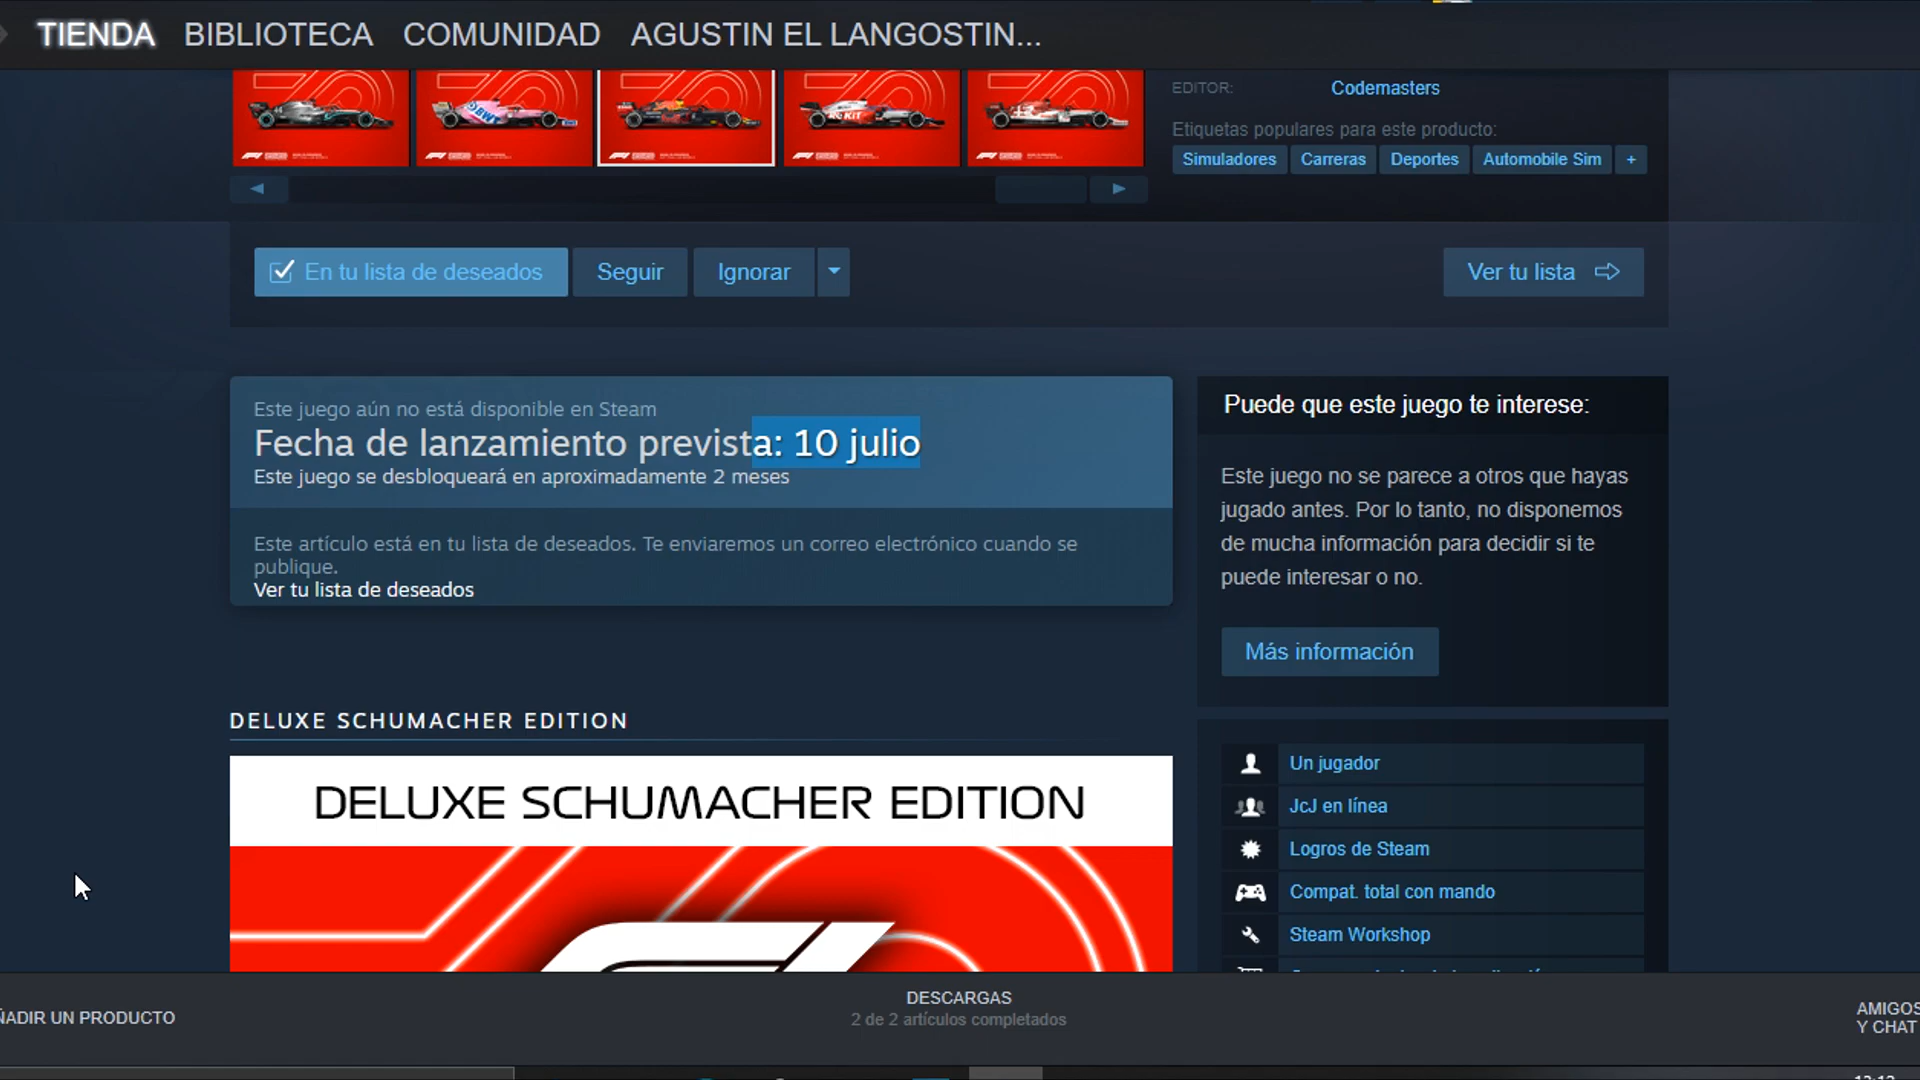 TIENDA BIBLIOTECA COMUNIDAD AGUSTIN EL LANGOSTIN...
EDITOR: Codemasters
Etiquetas populares para este producto:
Simuladores Carreras Deportes Automobile Sim +
En tu lista de deseados Seguir Ignorar Ver tu lista
Este juego aún no está disponible en Steam
Fecha de lanzamiento prevista: 10 julio
Este juego se desbloqueará en aproximadamente 2 meses
Este artículo está en tu lista de deseados. Te enviaremos un correo electrónico cuando se
publique.
Ver tu lista de deseados
Puede que este juego te interese:
Este juego no se parece a otros que hayas
jugado antes. Por lo tanto, no disponemos
de mucha información para decidir si te
puede interesar o no.
Más información
DELUXE SCHUMACHER EDITION
DELUXE SCHUMACHER EDITION
Un jugador
JcJ en línea
Logros de Steam
Compat. total con mando
Steam Workshop
ÑADIR UN PRODUCTO
DESCARGAS
2 de 2 artículos completados
AMIGOS
Y CHAT